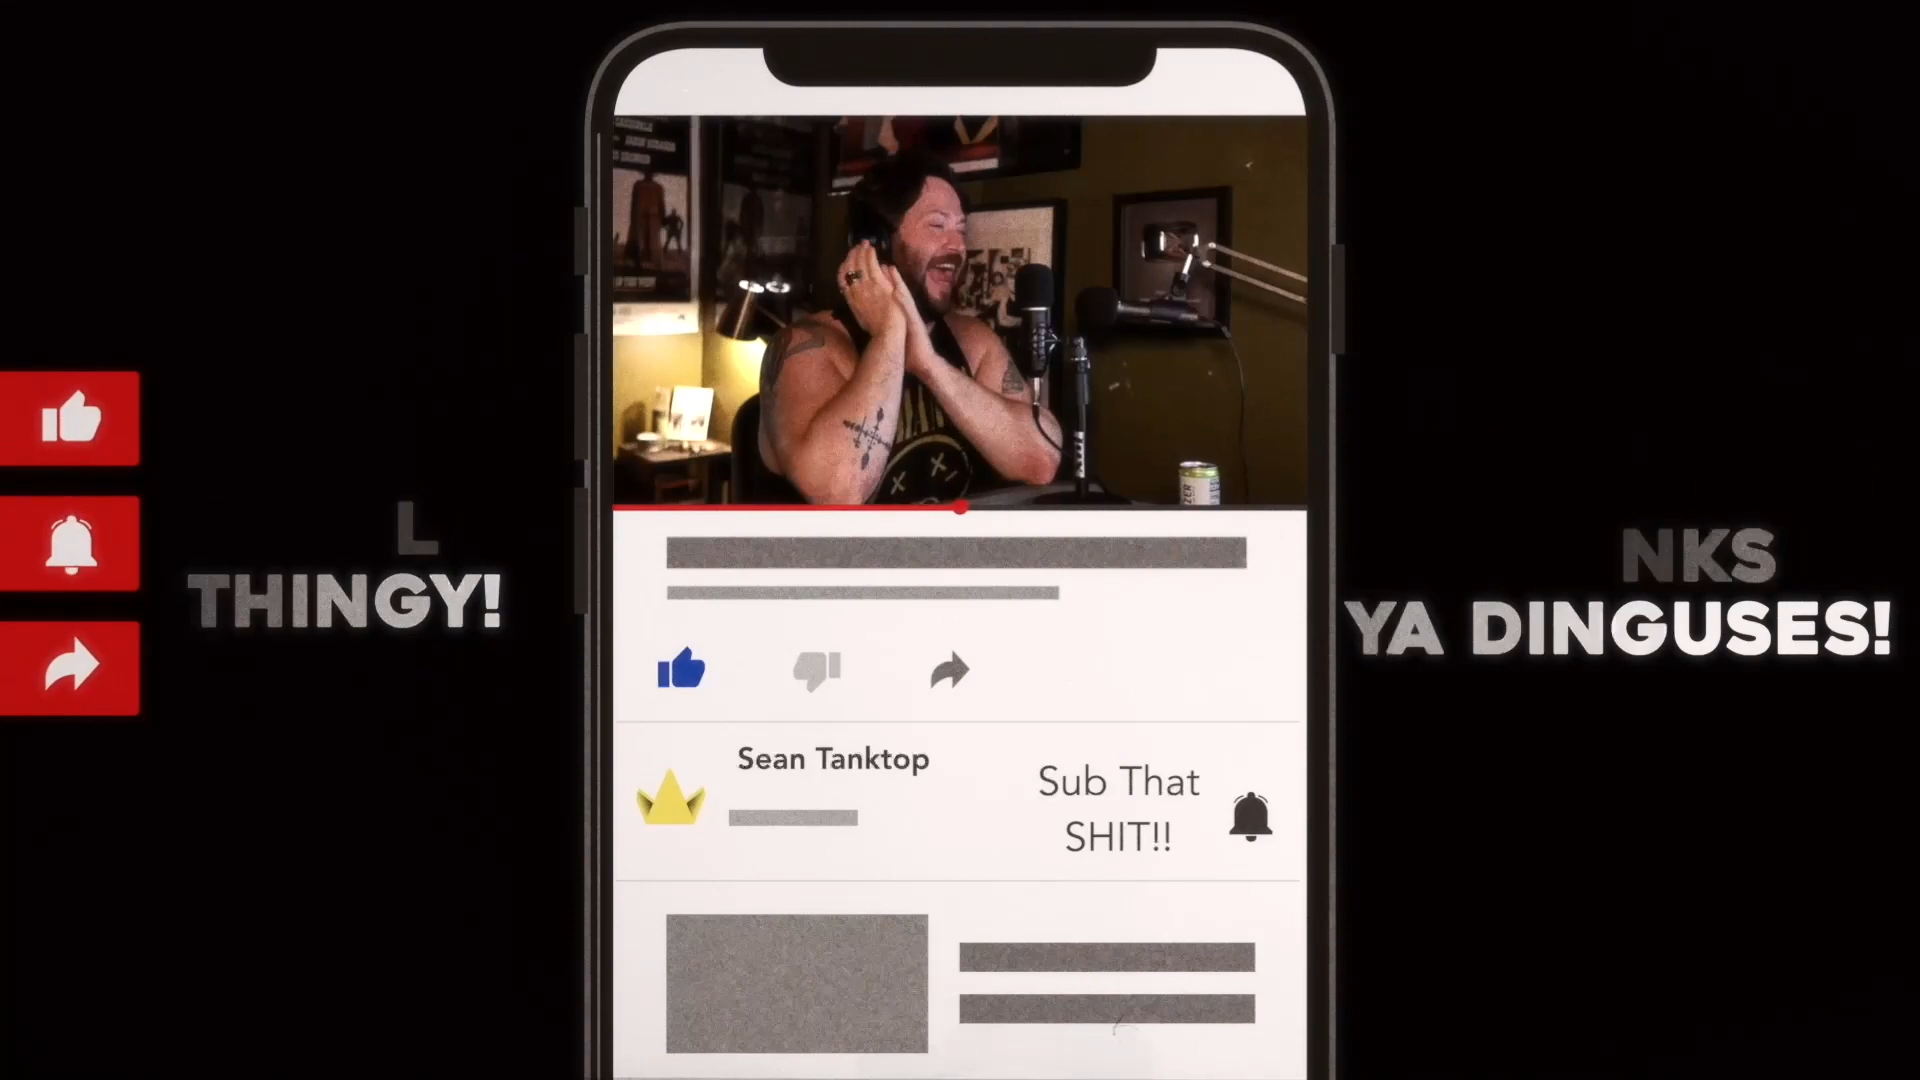 L
THINGY!
NKS
YA DINGUSES!
Sean Tanktop
Sub That
SHIT!!